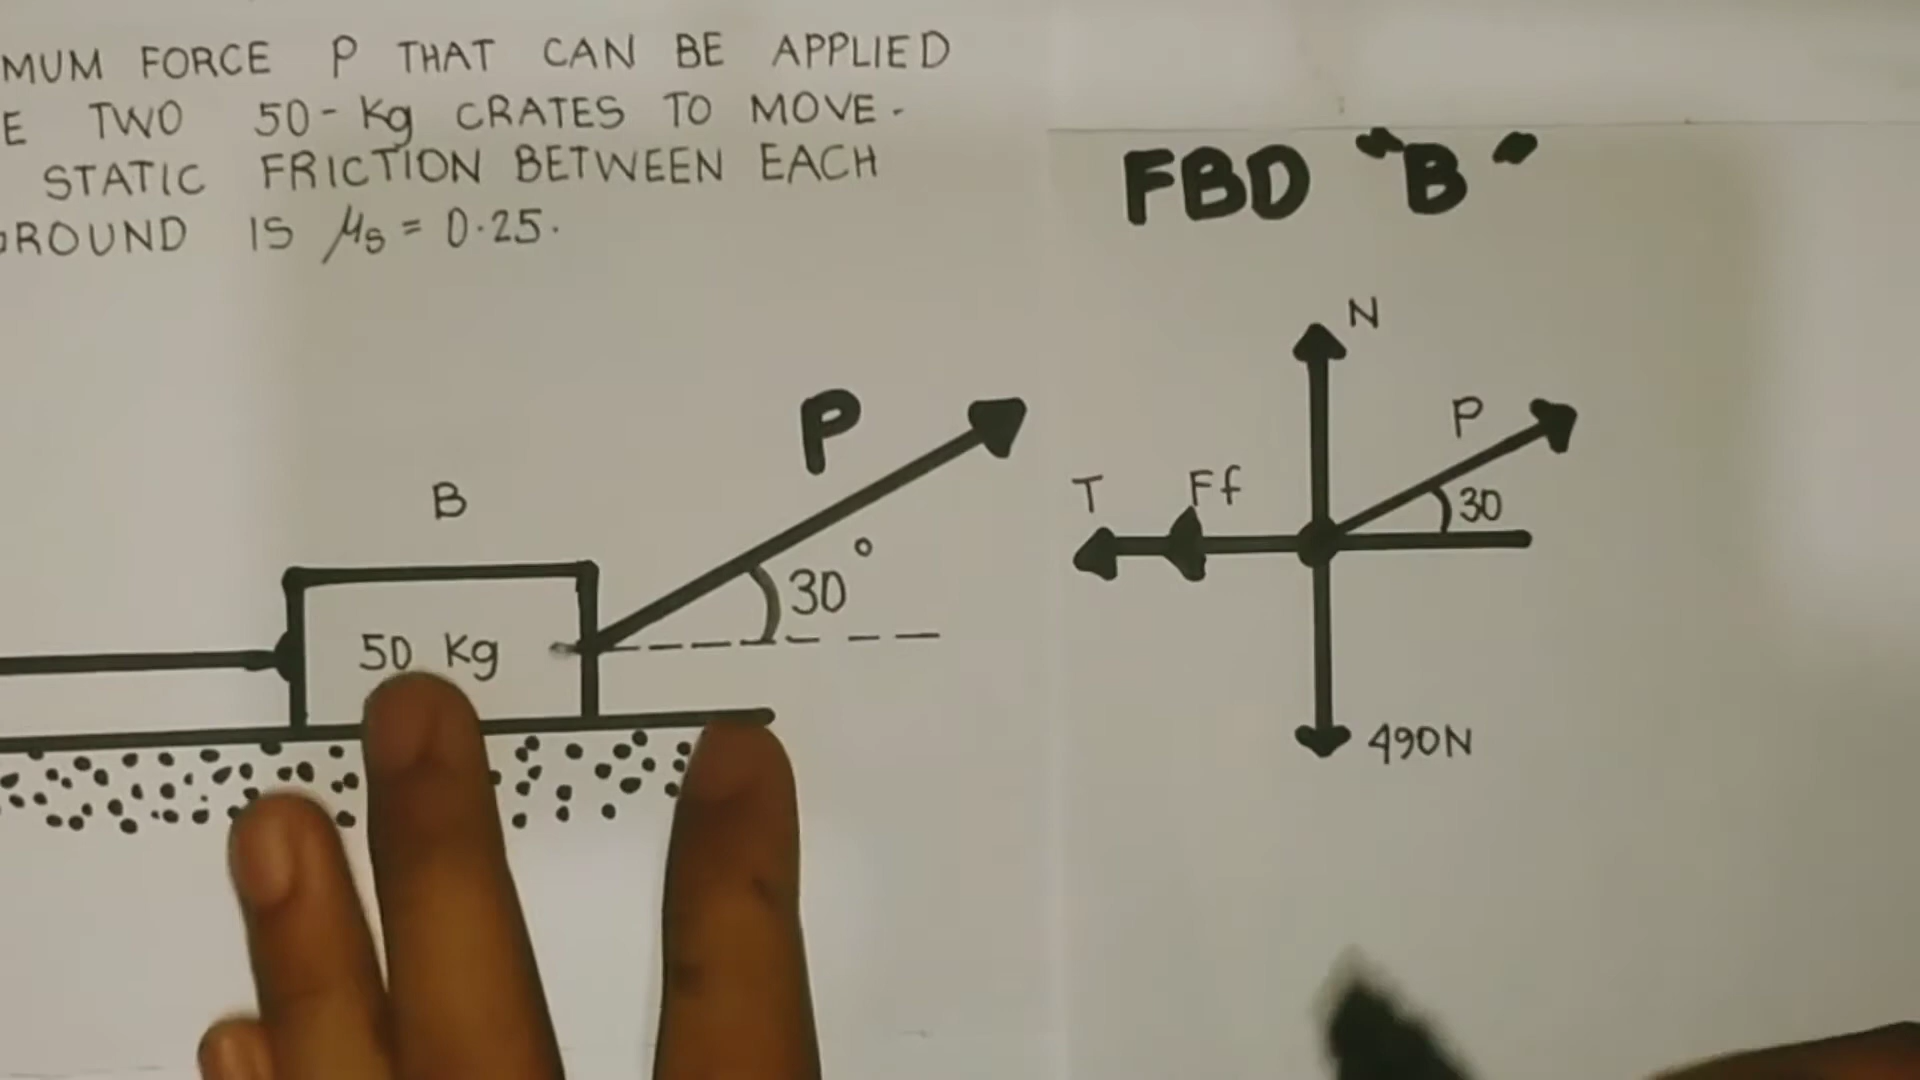 MUM FORCE P THAT CAN BE APPLIED
E TWO 50-Kg CRATES TO MOVE.
STATIC FRICTION BETWEEN EACH
ROUND IS μs = 0.25.
FBD "B"
N
P
P
T
Ff
30
B
30°
50 Kg
490N